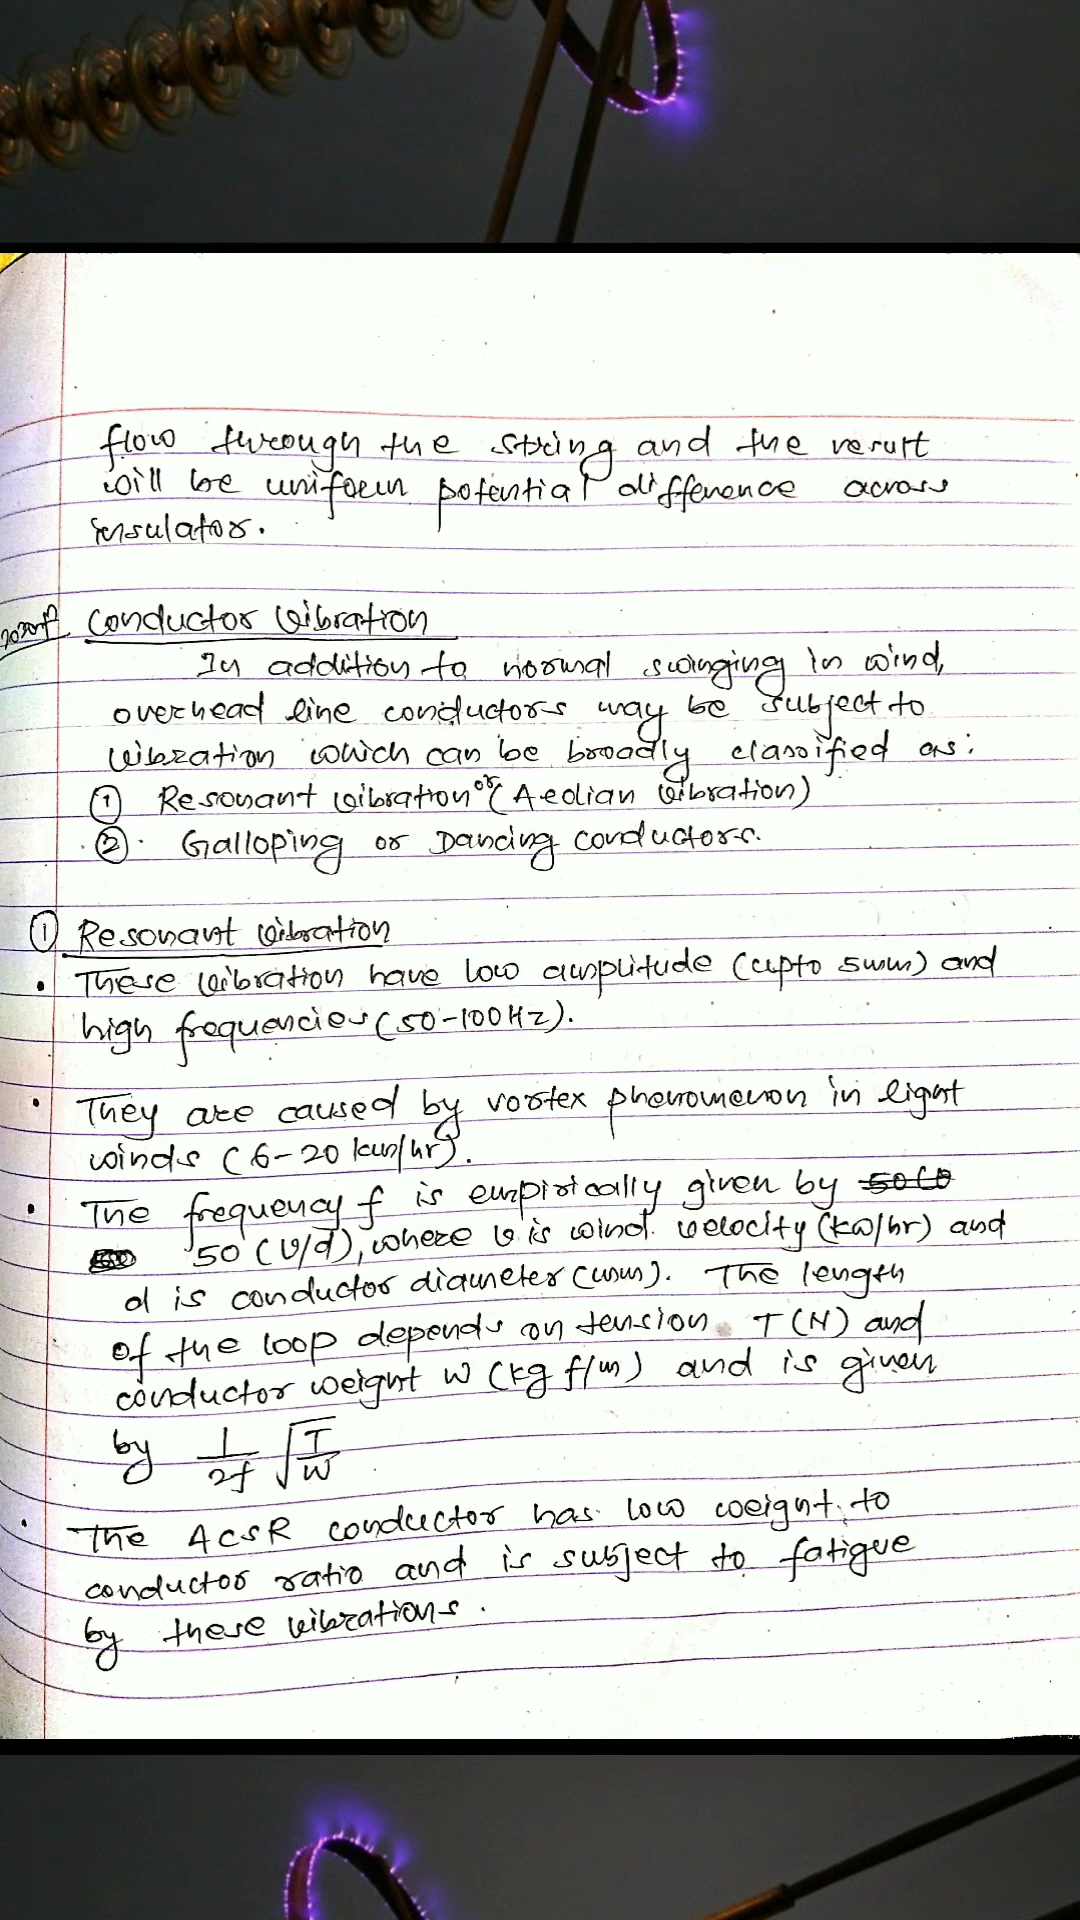 flow through the string and the result
will be uniform potential difference across
insulator.
Conductor Vibration
In addition to normal swinging in wind,
overhead line conductors may be subject to
vibration which can be broadly classified as:
① Resonant vibration or (Aeolian vibration)
②. Galloping or Dancing conductors.
① Resonant vibration
• These vibration have low amplitude (upto 5mm) and
high frequencies (50-100Hz).
• They are caused by vortex phenomenon in light
winds (6-20 km/hr).
• The frequency f is empirically given by
50 (v/d), where v is wind velocity (km/hr) and
d is conductor diameter (mm). The length
of the loop depends on tension T(N) and
conductor weight W (kg f/m) and is given
by 1/2f √T/W
• The ACSR conductor has low weight to
conductor ratio and is subject to fatigue
by these vibrations.